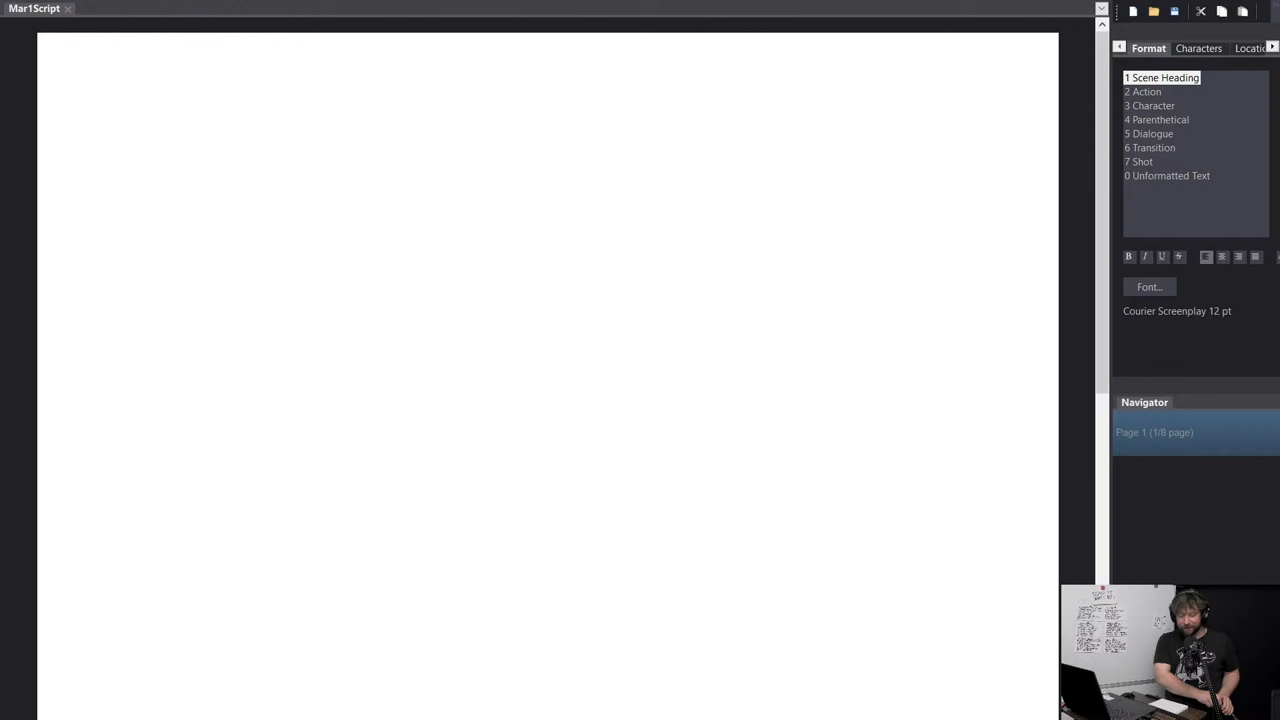 Mar1Script
Format
Characters
Locatic
1 Scene Heading
2 Action
3 Character
4 Parenthetical
5 Dialogue
6 Transition
7 Shot
0 Unformatted Text
B I U S
Font...
Courier Screenplay 12 pt
Navigator
Page 1 (1/8 page)